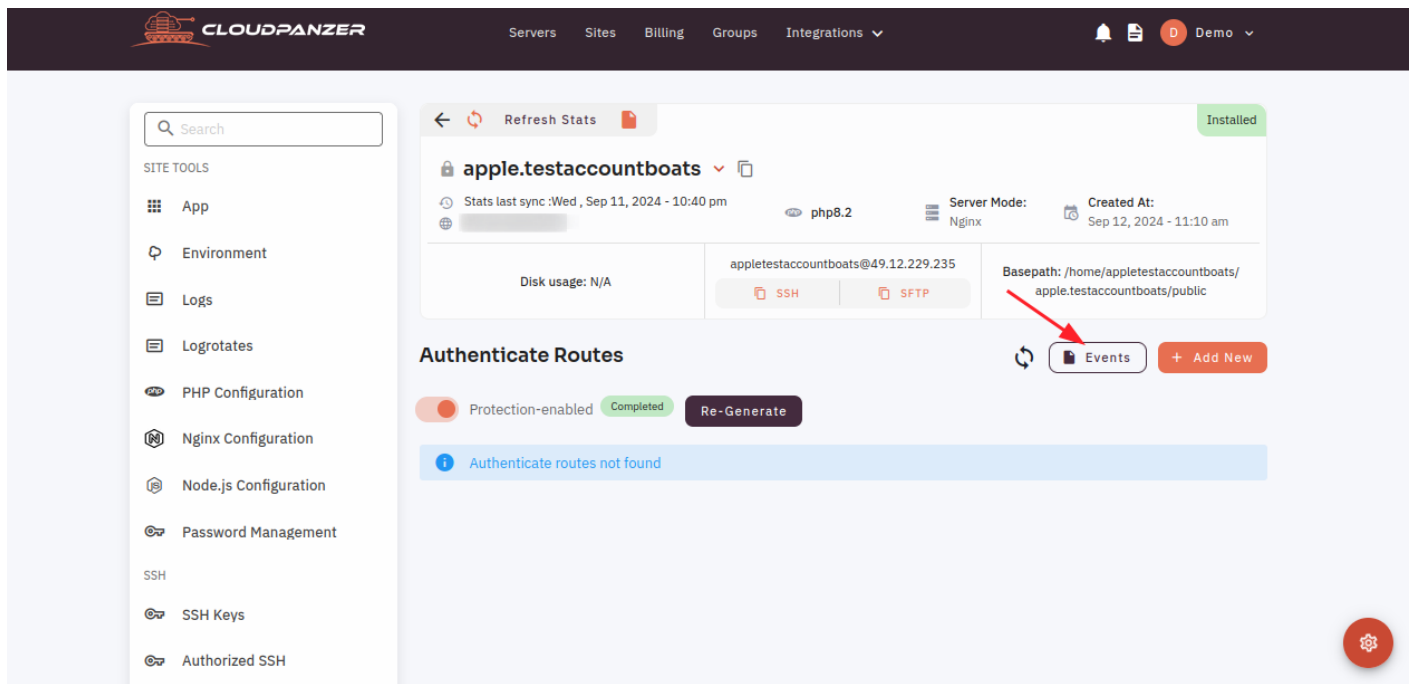 CLOUDPANZER
Servers Sites Billing Groups Integrations
D Demo
Search
SITE TOOLS
App
Environment
Logs
Logrotates
php PHP Configuration
Nginx Configuration
Node.js Configuration
Password Management
SSH
SSH Keys
Authorized SSH
Refresh Stats
Installed
apple.testaccountboats
Stats last sync :Wed , Sep 11, 2024 - 10:40 pm
php php8.2
Server Mode:
Nginx
Created At:
Sep 12, 2024 - 11:10 am
Disk usage: N/A
appletestaccountboats@49.12.229.235
SSH SFTP
Basepath: /home/appletestaccountboats/
apple.testaccountboats/public
Authenticate Routes
Events
+ Add New
Protection-enabled Completed Re-Generate
Authenticate routes not found